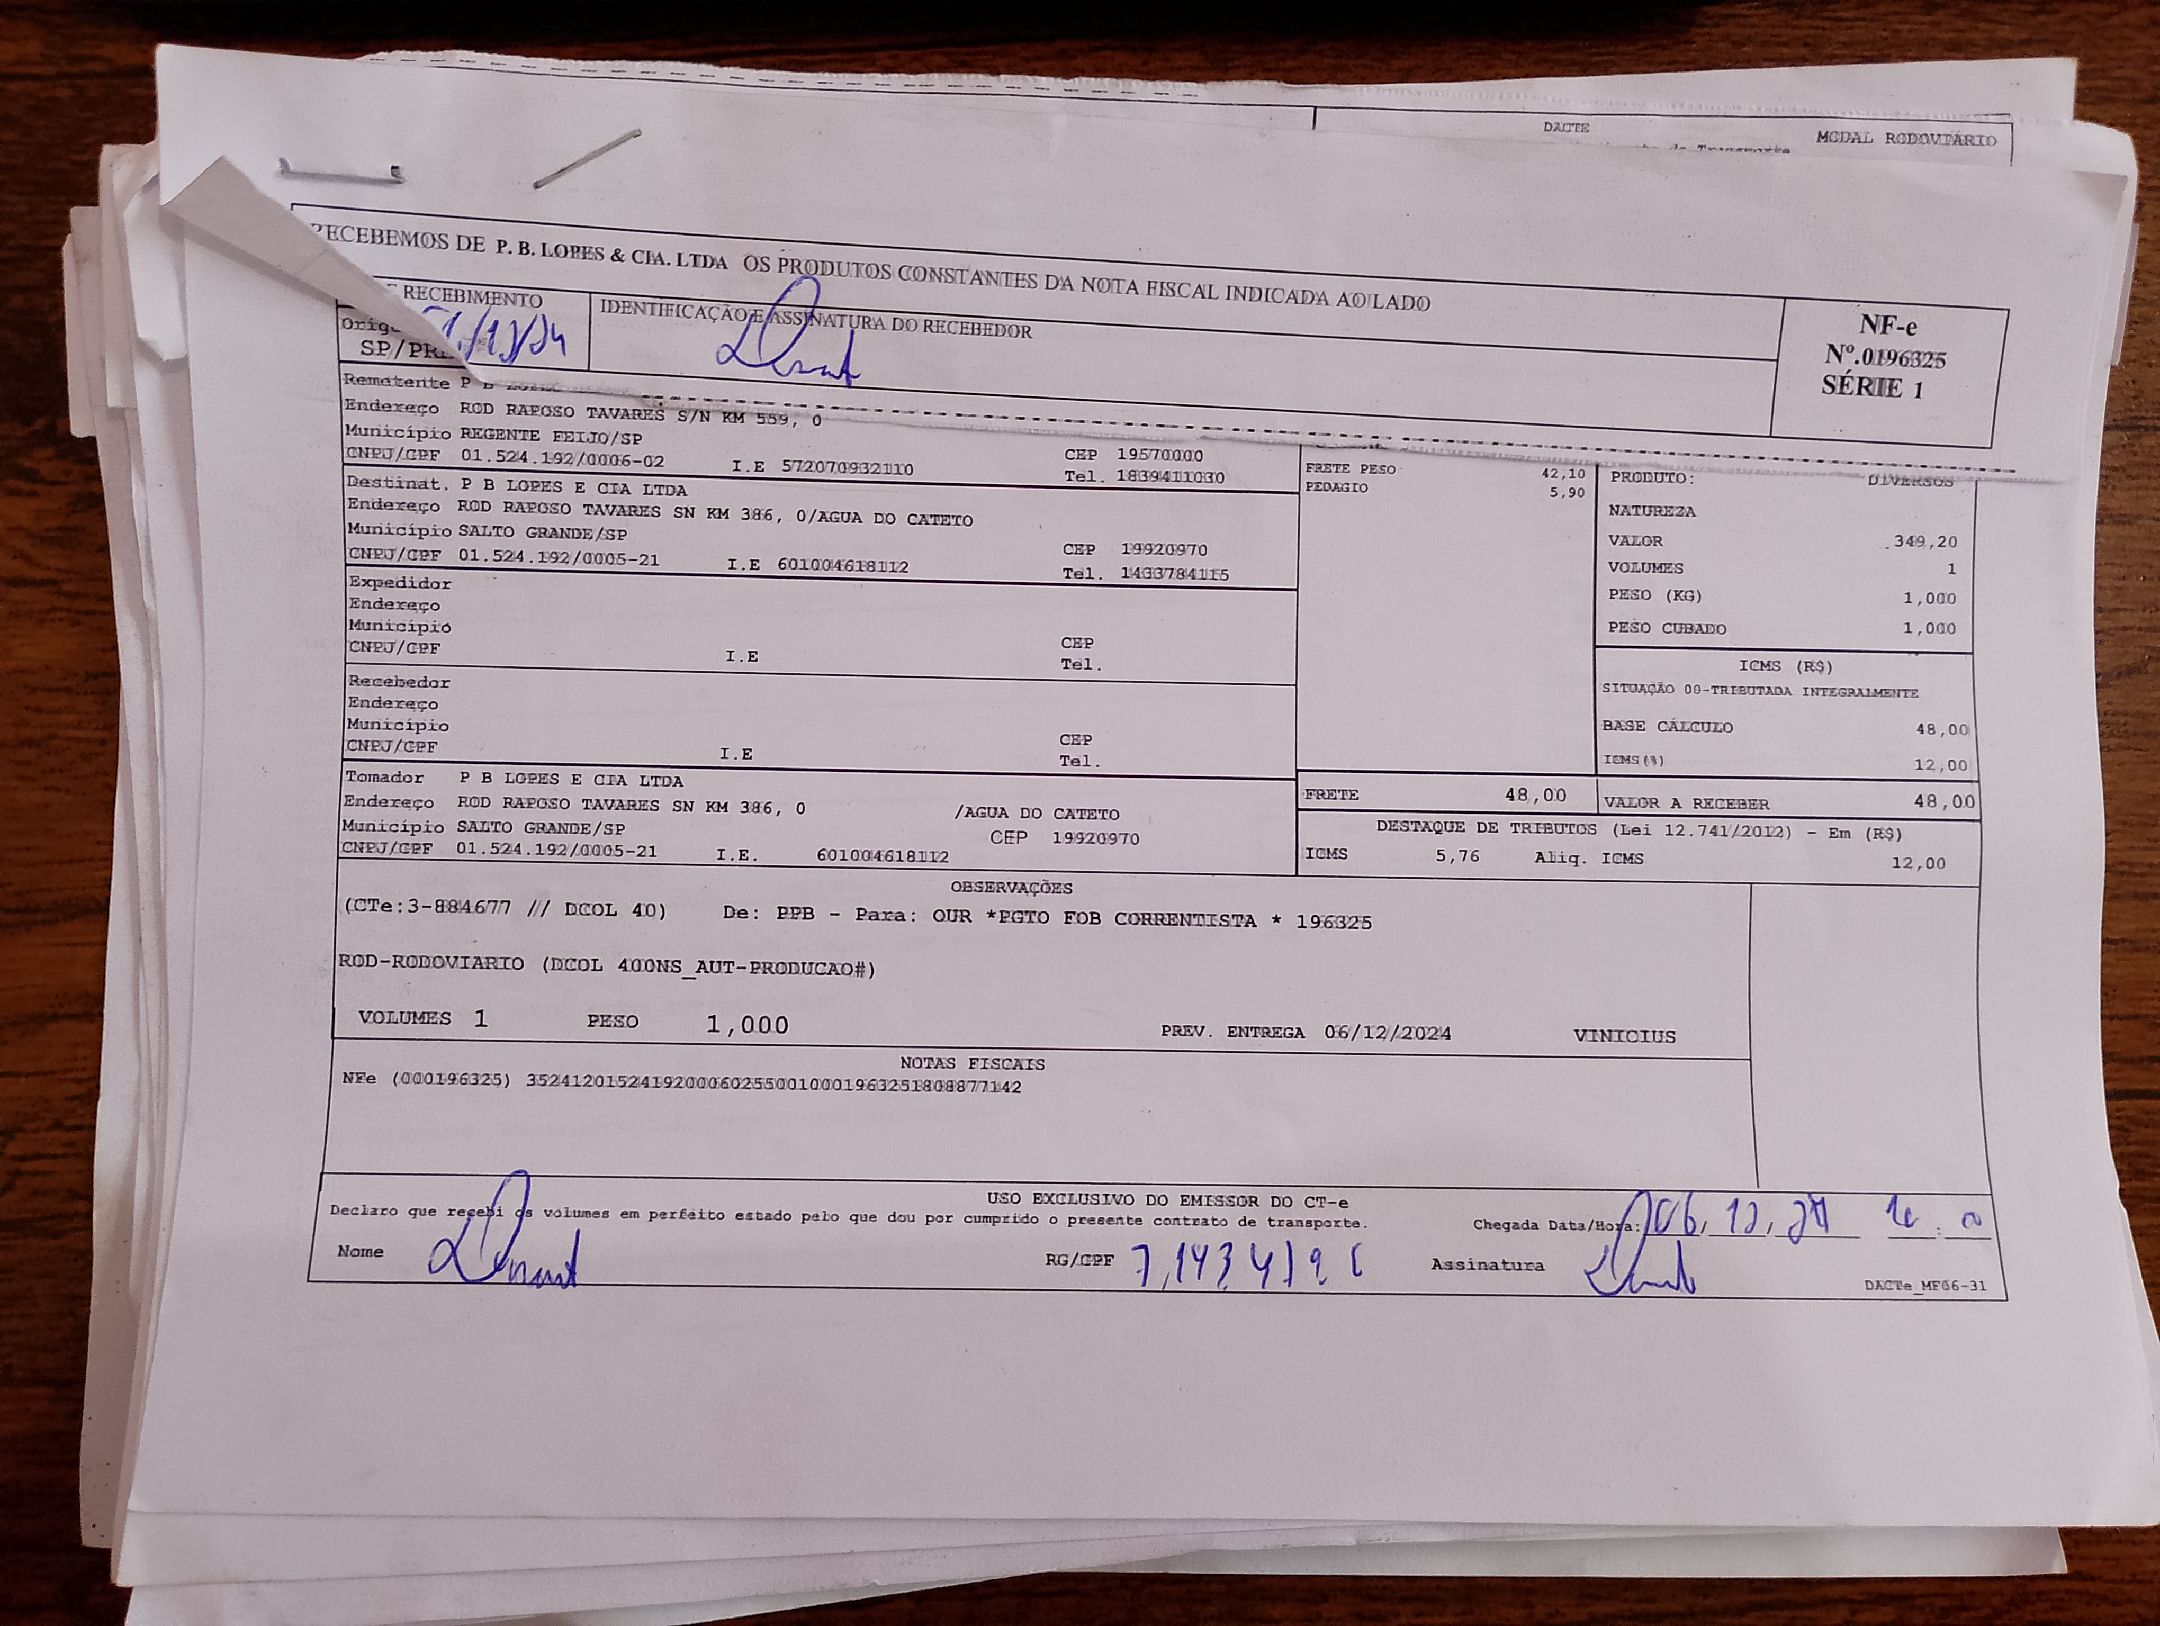 DACTE
MODAL RODOVIÁRIO
RECEBEMOS DE P. B. LOPES & CIA. LTDA OS PRODUTOS CONSTANTES DA NOTA FISCAL INDICADA AO LADO
RECEBIMENTO
IDENTIFICAÇÃO E ASSINATURA DO RECEBEDOR
NF-e
Nº.0196325
SÉRIE 1
Remetente P B
Endereço ROD RAPOSO TAVARES S/N KM 559, 0
Município REGENTE FEIJO/SP
CEP 19570000
CNPJ/CPF 01.524.192/0006-02 I.E 572070932110
Tel. 1839411030
Destinat. P B LOPES E CIA LTDA
Endereço ROD RAPOSO TAVARES SN KM 386, 0/AGUA DO CATETO
Município SALTO GRANDE/SP
CEP 19920970
CNPJ/CPF 01.524.192/0005-21 I.E 601004618112
Tel. 1433784115
Expedidor
Endereço
Município
CEP
CNPJ/CPF I.E
Tel.
Recebedor
Endereço
Município
CEP
CNPJ/CPF I.E
Tel.
Tomador P B LOPES E CIA LTDA
Endereço ROD RAPOSO TAVARES SN KM 386, 0 /AGUA DO CATETO
Município SALTO GRANDE/SP CEP 19920970
CNPJ/CPF 01.524.192/0005-21 I.E. 601004618112
FRETE PESO 42,10
PEDAGIO 5,90
PRODUTO: DIVERSOS
NATUREZA
VALOR 349,20
VOLUMES 1
PESO (KG) 1,000
PESO CUBADO 1,000
ICMS (R$)
SITUAÇÃO 00-TRIBUTADA INTEGRALMENTE
BASE CÁLCULO 48,00
ICMS(%) 12,00
FRETE 48,00
VALOR A RECEBER 48,00
DESTAQUE DE TRIBUTOS (Lei 12.741/2012) - Em (R$)
ICMS 5,76 Aliq. ICMS 12,00
OBSERVAÇÕES
(CTe:3-884677 // DCOL 40) De: PPB - Para: OUR *PGTO FOB CORRENTISTA * 196325
ROD-RODOVIARIO (DCOL 400NS_AUT-PRODUCAO#)
VOLUMES 1 PESO 1,000 PREV. ENTREGA 06/12/2024 VINICIUS
NOTAS FISCAIS
NFe (000196325) 35241201524192000602550010001963251808877142
USO EXCLUSIVO DO EMISSOR DO CT-e
Declaro que recebi os volumes em perfeito estado pelo que dou por cumprido o presente contrato de transporte.
Chegada Data/Hora: 06, 12, 24
Nome
RG/CPF
Assinatura
DACTe_MF06-31